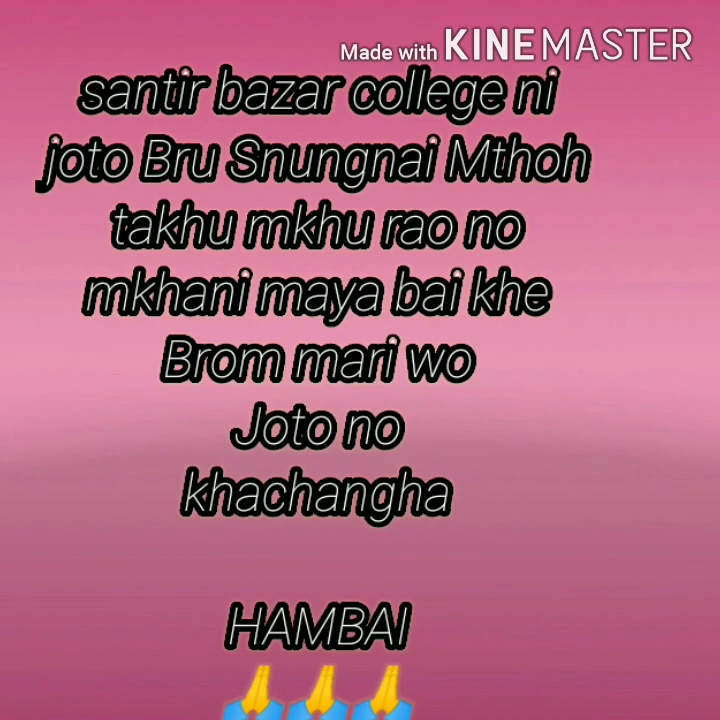 Made with KINEMASTER
santir bazar college ni
joto Bru Snungnai Mthoh
takhu mkhu rao no
mkhani maya bai khe
Brom mari wo
Joto no
khachangha
HAMBAI
🙏🙏🙏